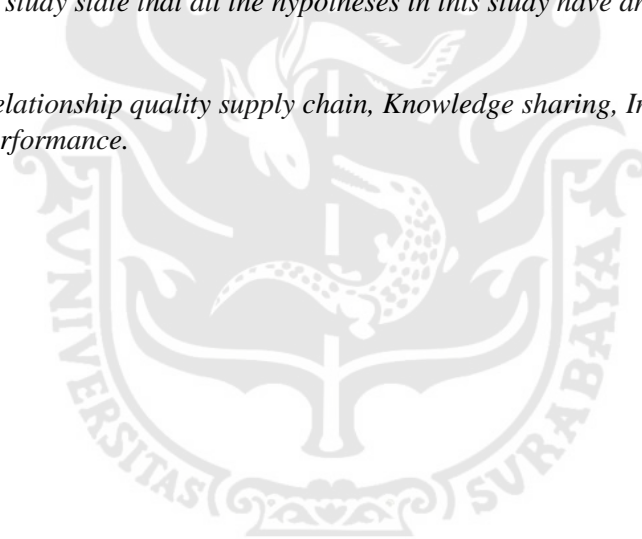 study state that all the hypotheses in this study have an
elationship quality supply chain, Knowledge sharing, In
rformance.
UNIVERSITAS SURABAYA